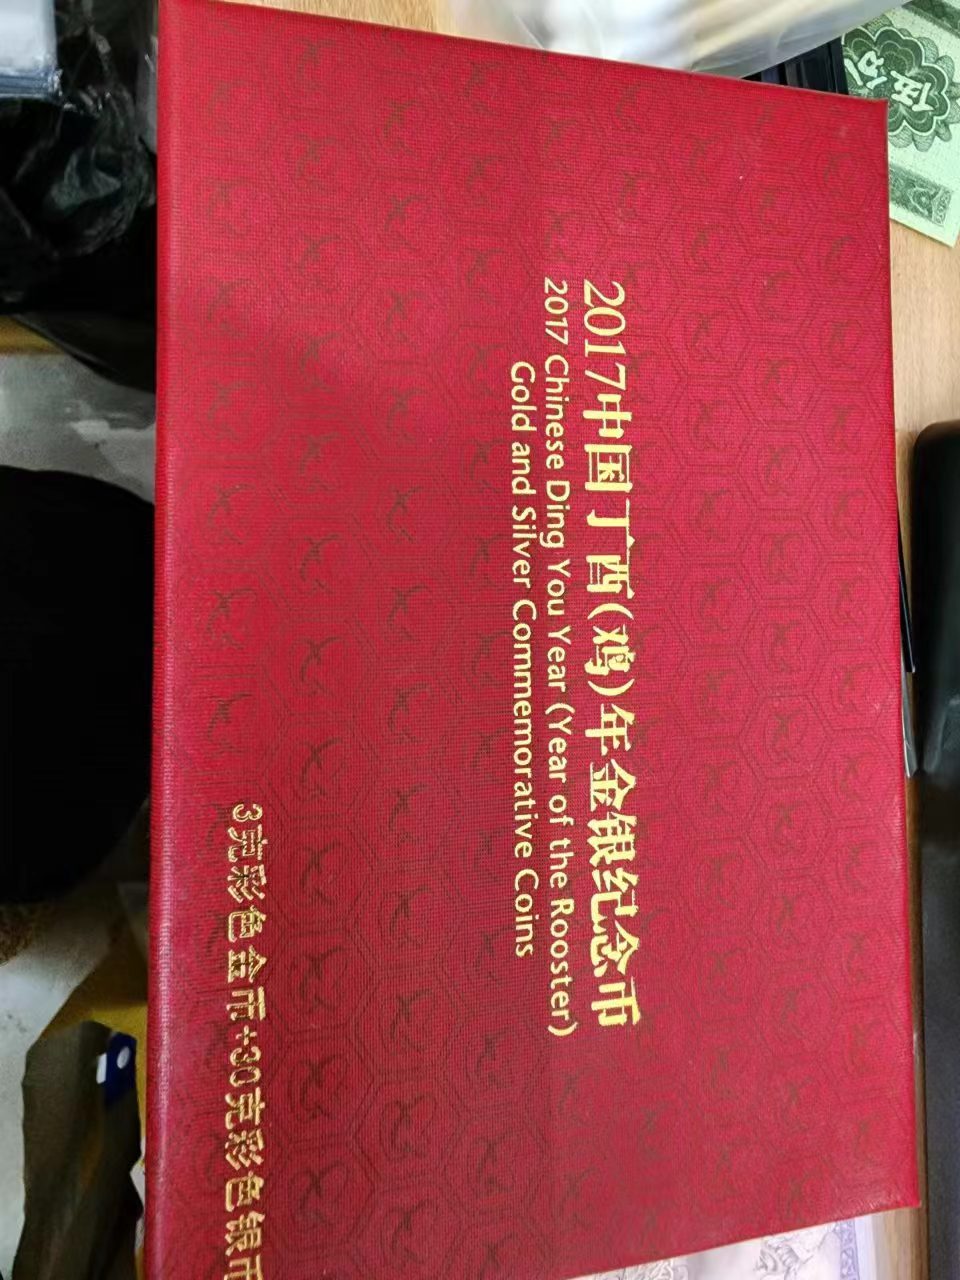 2017中国丁酉(鸡)年金银纪念币
2017 Chinese Ding You Year (Year of the Rooster)
Gold and Silver Commemorative Coins
3克彩色金币+30克彩色银币
伍角